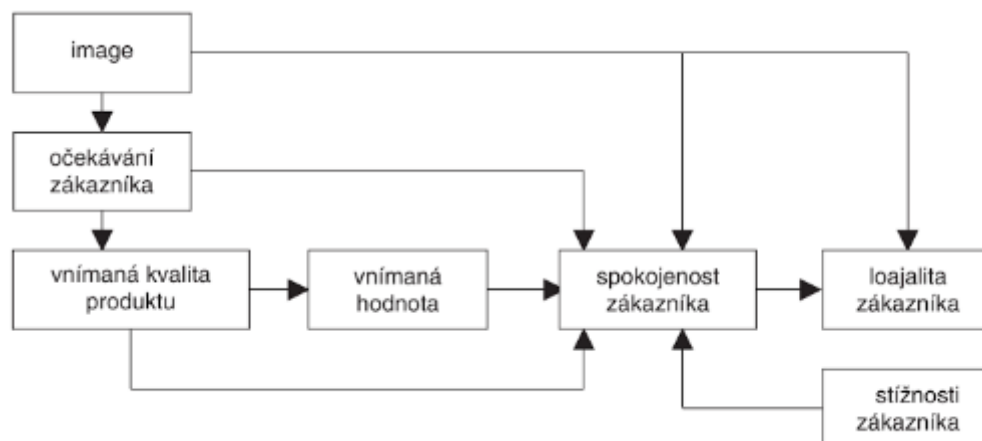 image
očekávání
zákazníka
vnímaná kvalita
produktu
vnímaná
hodnota
spokojenost
zákazníka
loajalita
zákazníka
stížnosti
zákazníka